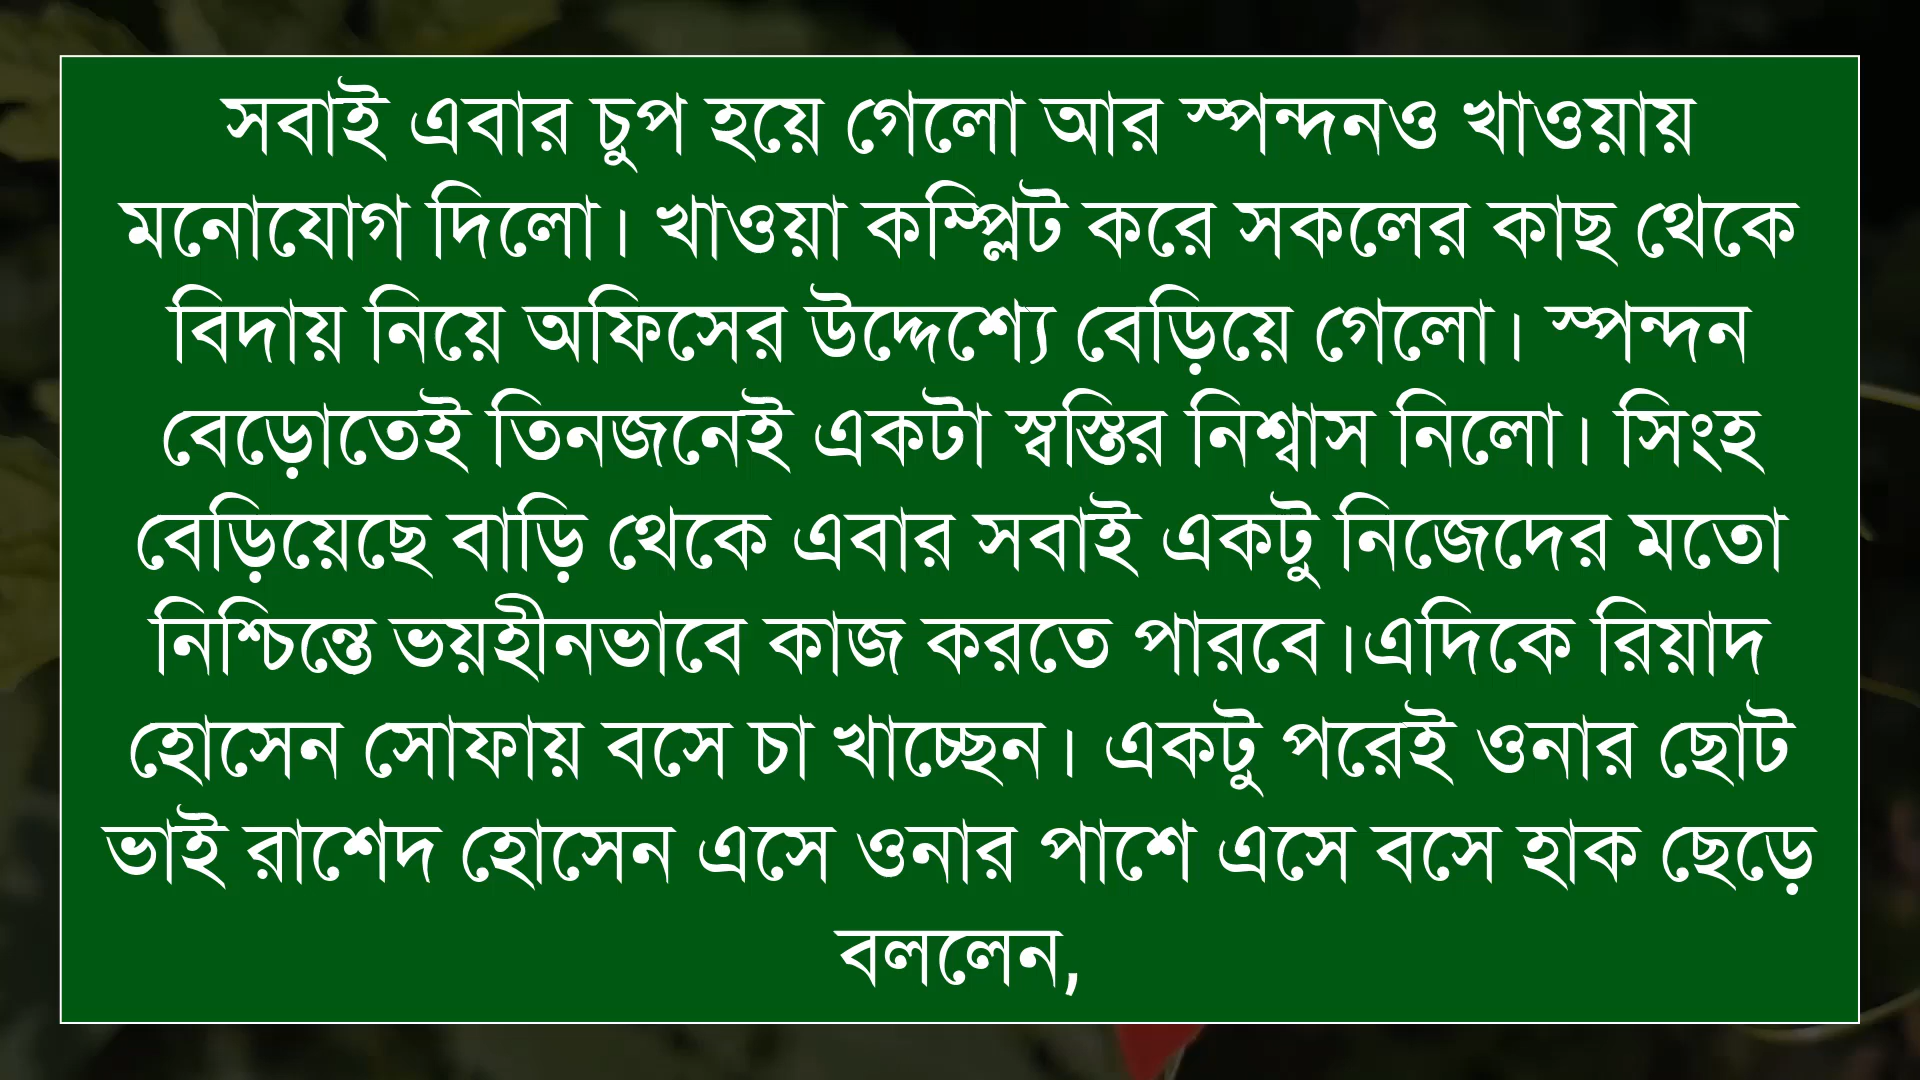 সবাই এবার চুপ হয়ে গেলো আর স্পন্দনও খাওয়ায়
মনোযোগ দিলো। খাওয়া কম্প্লিট করে সকলের কাছ থেকে
বিদায় নিয়ে অফিসের উদ্দেশ্যে বেড়িয়ে গেলো। স্পন্দন
বেড়োতেই তিনজনেই একটা স্বস্তির নিশ্বাস নিলো। সিংহ
বেড়িয়েছে বাড়ি থেকে এবার সবাই একটু নিজেদের মতো
নিশ্চিন্তে ভয়হীনভাবে কাজ করতে পারবে।এদিকে রিয়াদ
হোসেন সোফায় বসে চা খাচ্ছেন। একটু পরেই ওনার ছোট
ভাই রাশেদ হোসেন এসে ওনার পাশে এসে বসে হাক ছেড়ে
বললেন,